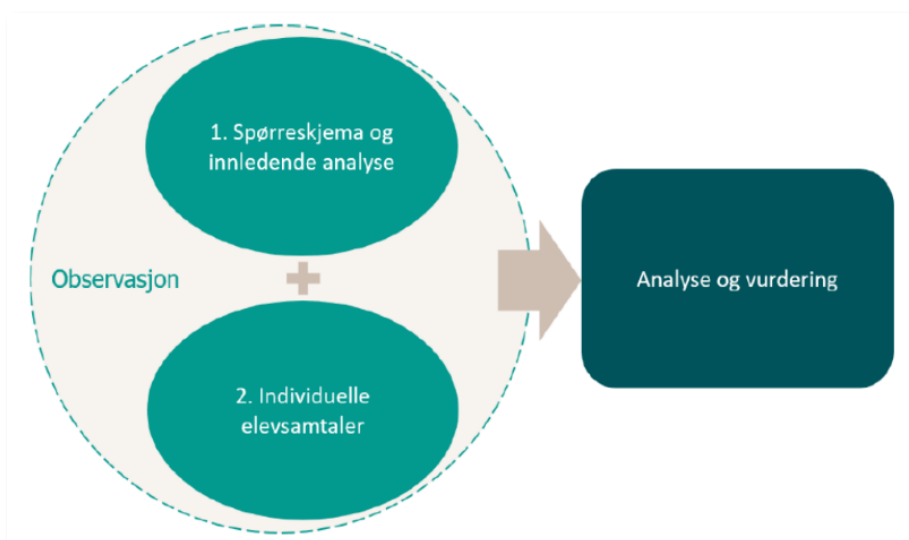 1. Spørreskjema og
innledende analyse
Observasjon
2. Individuelle
elevsamtaler
Analyse og vurdering